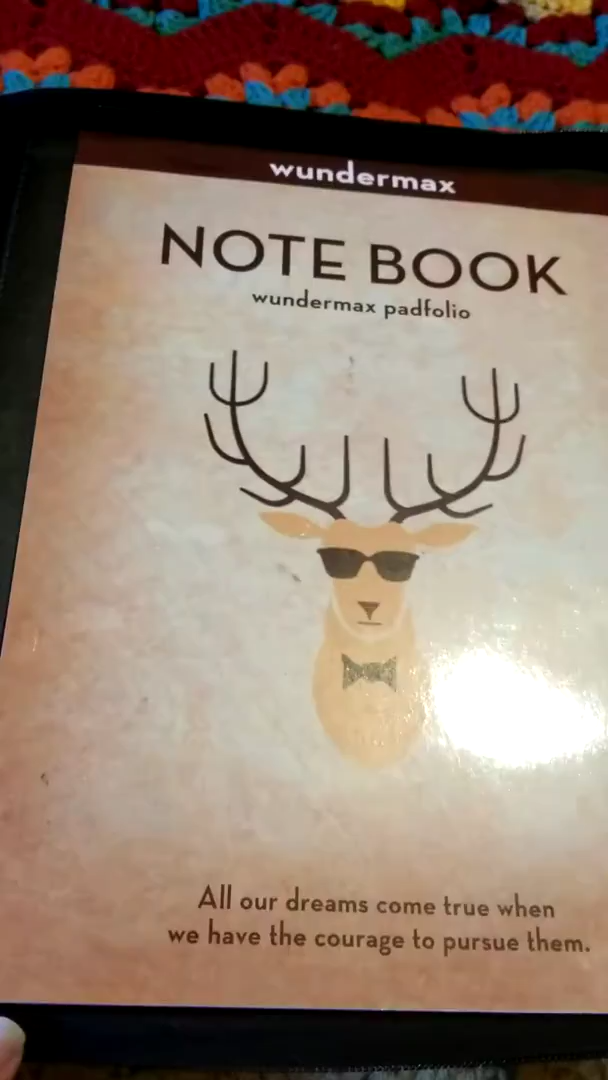 wundermax
NOTE BOOK
wundermax padfolio
All our dreams come true when
we have the courage to pursue them.